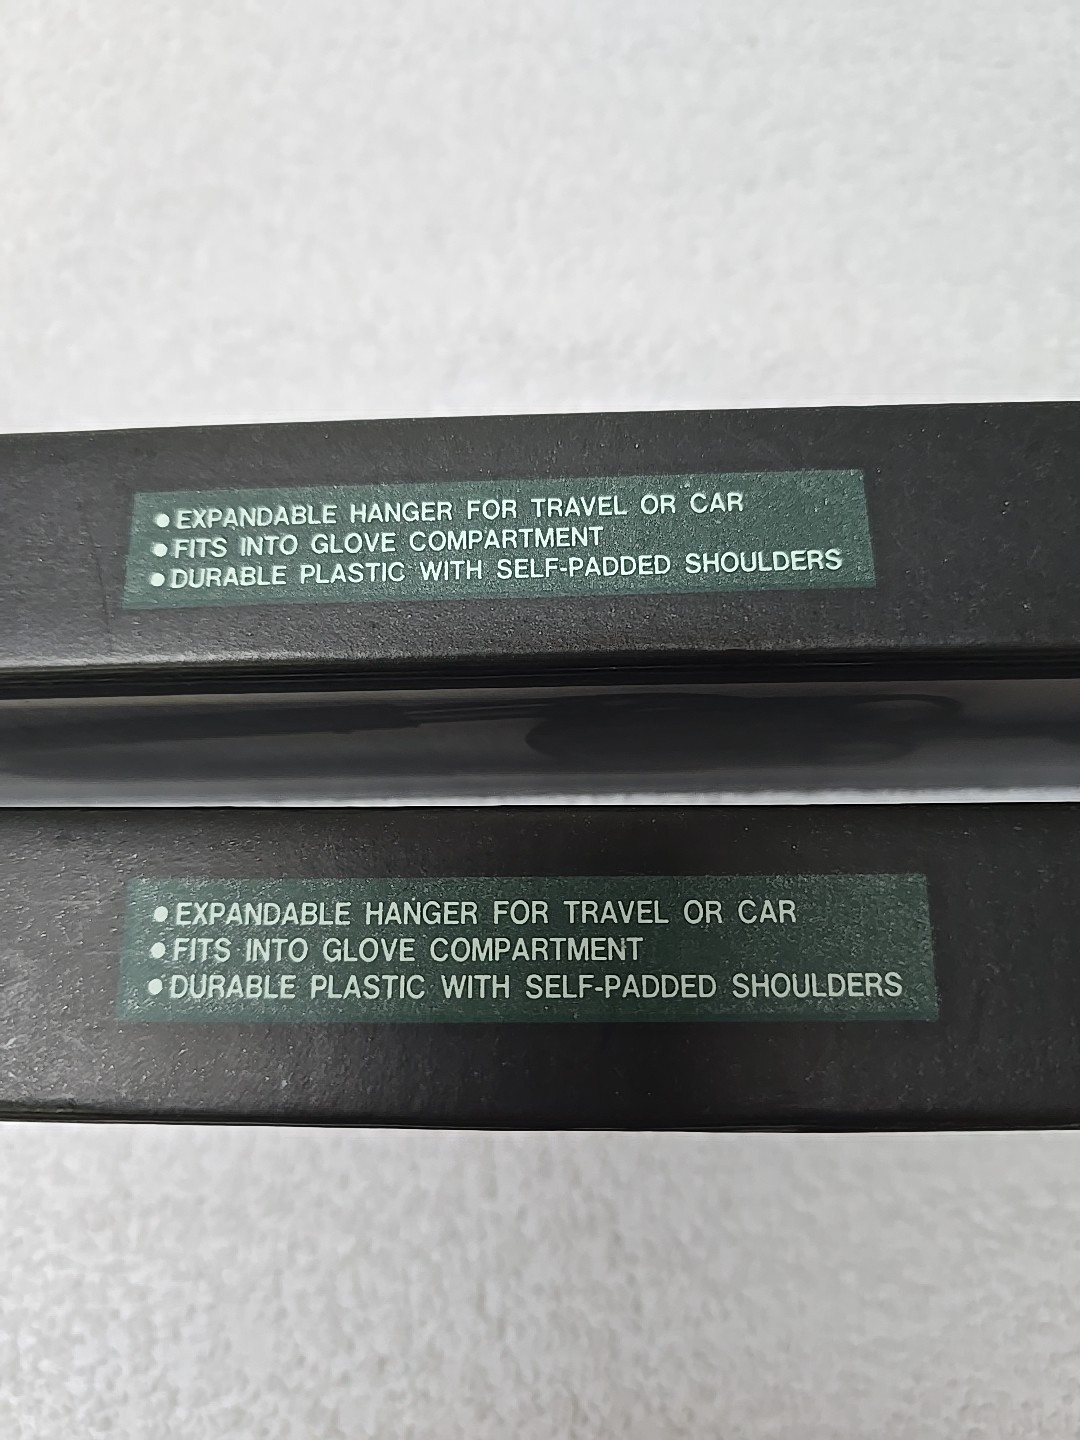 • EXPANDABLE HANGER FOR TRAVEL OR CAR
• FITS INTO GLOVE COMPARTMENT
• DURABLE PLASTIC WITH SELF-PADDED SHOULDERS
• EXPANDABLE HANGER FOR TRAVEL OR CAR
• FITS INTO GLOVE COMPARTMENT
• DURABLE PLASTIC WITH SELF-PADDED SHOULDERS